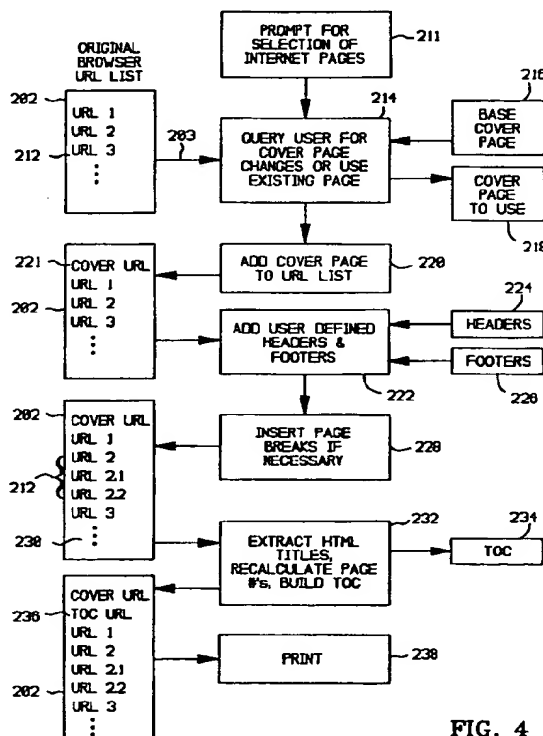 ORIGINAL
BROWSER
URL LIST
202
URL 1
URL 2
212
URL 3
203
PROMPT FOR
SELECTION OF
INTERNET PAGES
211
214
QUERY USER FOR
COVER PAGE
CHANGES OR USE
EXISTING PAGE
216
BASE
COVER
PAGE
COVER
PAGE
TO USE
218
221
COVER URL
URL 1
202
URL 2
URL 3
ADD COVER PAGE
TO URL LIST
220
224
HEADERS
ADD USER DEFINED
HEADERS &
FOOTERS
FOOTERS
222
226
202
COVER URL
URL 1
URL 2
212
URL 2.1
URL 2.2
URL 3
230
INSERT PAGE
BREAKS IF
NECESSARY
228
232
EXTRACT HTML
TITLES,
RECALCULATE PAGE
#'s, BUILD TOC
234
TOC
COVER URL
236
TOC URL
URL 1
URL 2
URL 2.1
URL 2.2
202
URL 3
PRINT
238
FIG. 4